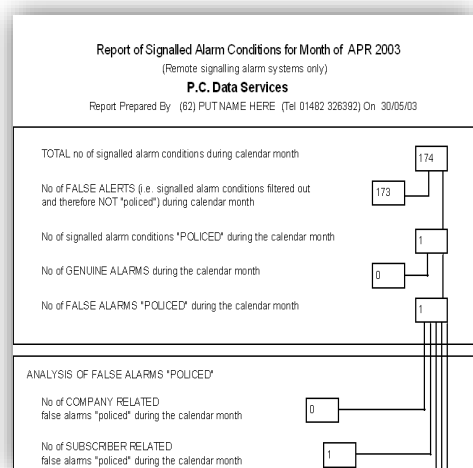 Report of Signalled Alarm Conditions for Month of APR 2003
(Remote signalling alarm systems only)
P.C. Data Services
Report Prepared By (62) PUT NAME HERE (Tel 01482 326392) On 30/05/03
TOTAL no of signalled alarm conditions during calendar month 174
No of FALSE ALERTS (i.e. signalled alarm conditions filtered out
and therefore NOT "policed") during calendar month 173
No of signalled alarm conditions "POLICED" during the calendar month 1
No of GENUINE ALARMS during the calendar month 0
No of FALSE ALARMS "POLICED" during the calendar month 1
ANALYSIS OF FALSE ALARMS "POLICED"
No of COMPANY RELATED
false alarms "policed" during the calendar month 0
No of SUBSCRIBER RELATED
false alarms "policed" during the calendar month 1